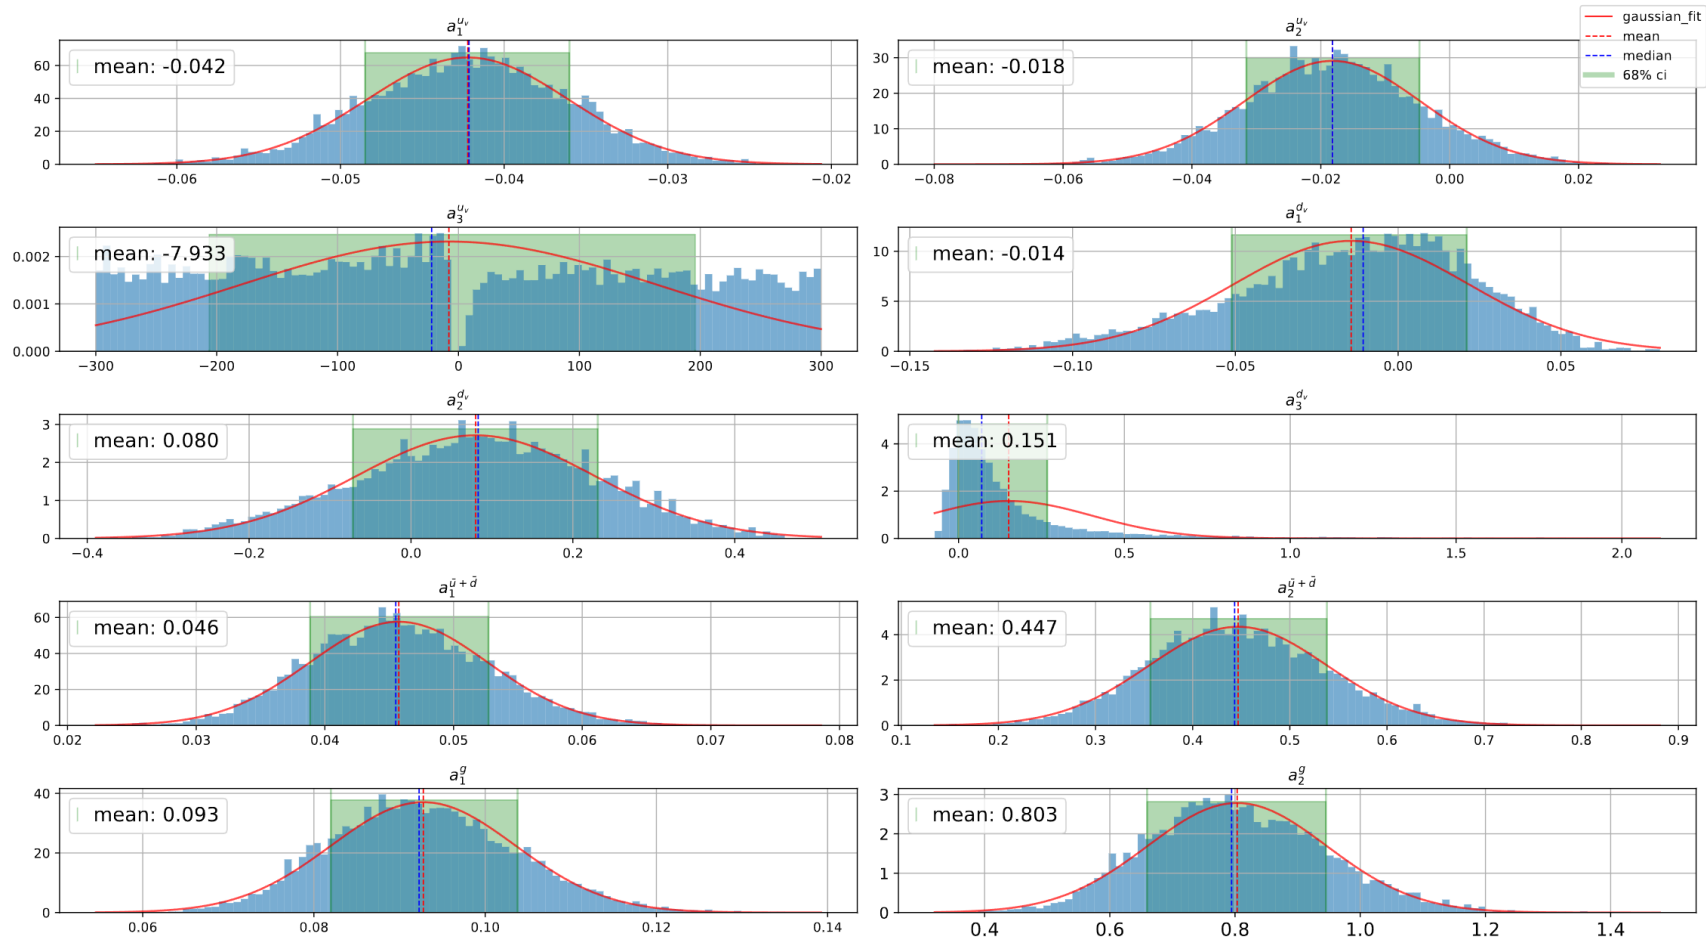 a_1^{u_v}
a_2^{u_v}
gaussian_fit
mean
median
68% ci
mean: -0.042
60
40
20
0
−0.06 −0.05 −0.04 −0.03 −0.02
mean: -0.018
30
20
10
0
−0.08 −0.06 −0.04 −0.02 0.00 0.02
a_3^{u_v}
a_1^{d_v}
mean: -7.933
0.002
0.001
0.000
−300 −200 −100 0 100 200 300
mean: -0.014
10
5
0
−0.15 −0.10 −0.05 0.00 0.05
a_2^{d_v}
a_3^{d_v}
mean: 0.080
3
2
1
0
−0.4 −0.2 0.0 0.2 0.4
mean: 0.151
4
2
0
0.0 0.5 1.0 1.5 2.0
a_1^{ū+d̄}
a_2^{ū+d̄}
mean: 0.046
60
40
20
0
0.02 0.03 0.04 0.05 0.06 0.07 0.08
mean: 0.447
4
2
0
0.1 0.2 0.3 0.4 0.5 0.6 0.7 0.8 0.9
a_1^g
a_2^g
mean: 0.093
40
20
0
0.06 0.08 0.10 0.12 0.14
mean: 0.803
3
2
1
0
0.4 0.6 0.8 1.0 1.2 1.4